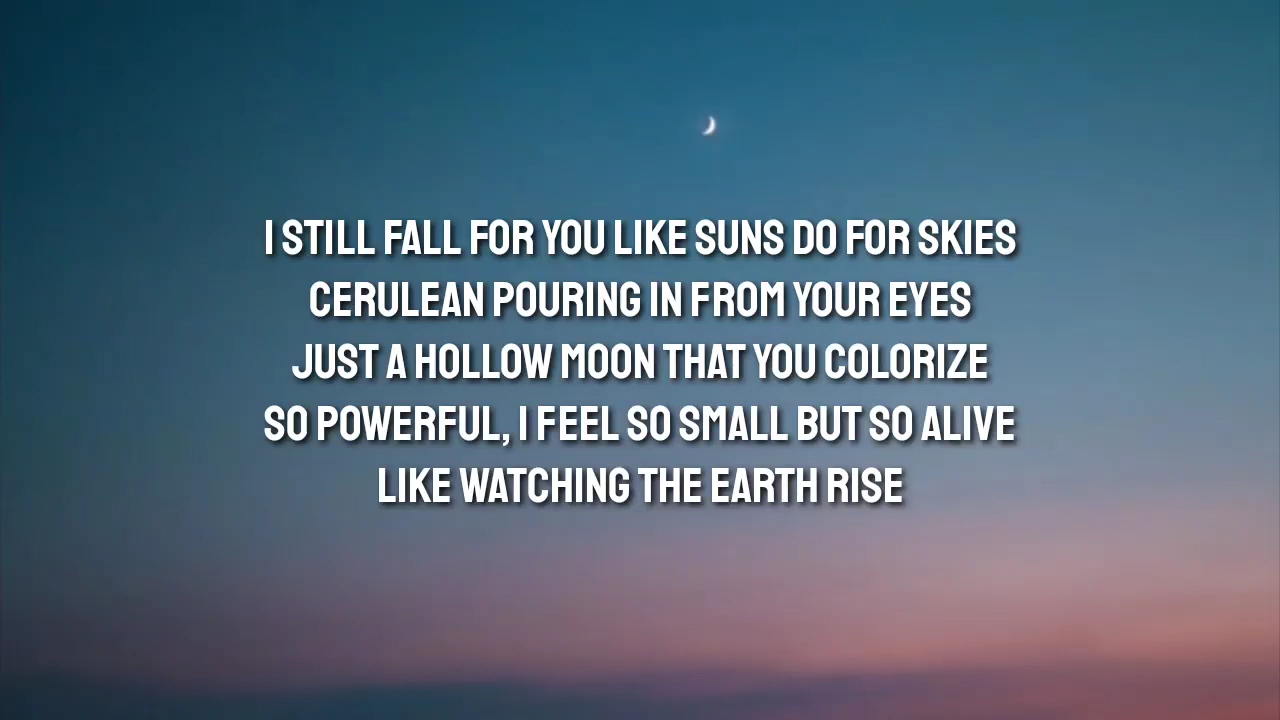 I STILL FALL FOR YOU LIKE SUNS DO FOR SKIES
CERULEAN POURING IN FROM YOUR EYES
JUST A HOLLOW MOON THAT YOU COLORIZE
SO POWERFUL, I FEEL SO SMALL BUT SO ALIVE
LIKE WATCHING THE EARTH RISE